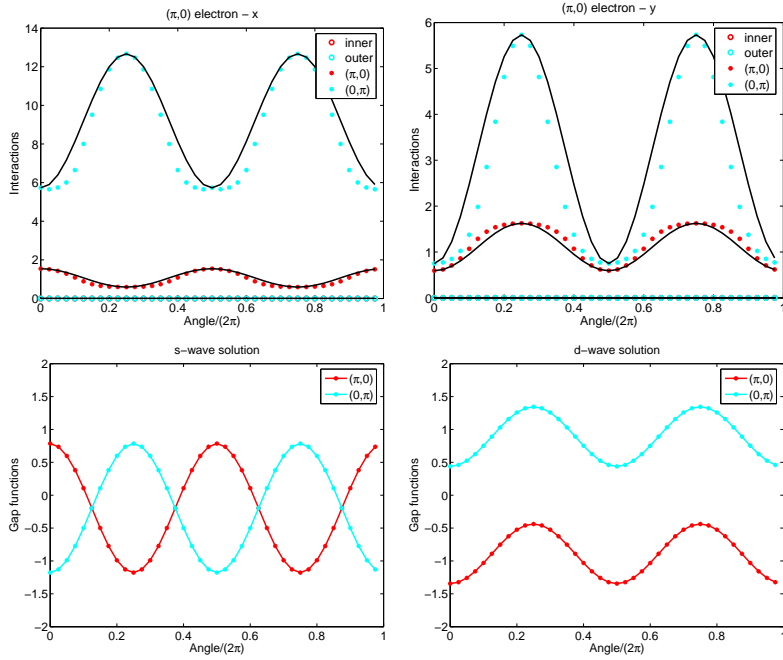 (π,0) electron − x
14
12
10
8
6
4
2
0
Interactions
inner
outer
(π,0)
(0,π)
0 0.2 0.4 0.6 0.8 1
Angle/(2π)
(π,0) electron − y
6
5
4
3
2
1
0
Interactions
inner
outer
(π,0)
(0,π)
0 0.2 0.4 0.6 0.8 1
Angle/(2π)
s−wave solution
2
1.5
1
0.5
0
−0.5
−1
−1.5
−2
Gap functions
(π,0)
(0,π)
0 0.2 0.4 0.6 0.8 1
Angle/(2π)
d−wave solution
2
1.5
1
0.5
0
−0.5
−1
−1.5
−2
Gap functions
(π,0)
(0,π)
0 0.2 0.4 0.6 0.8 1
Angle/(2π)